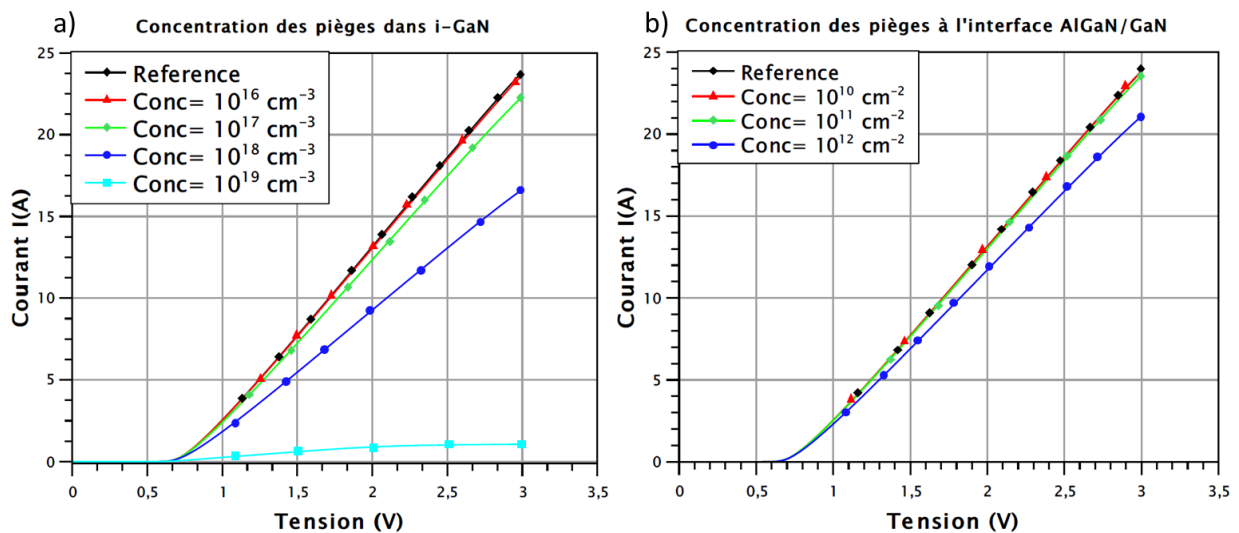 a)
Concentration des pièges dans i-GaN
Reference
Conc= 10¹⁶ cm⁻³
Conc= 10¹⁷ cm⁻³
Conc= 10¹⁸ cm⁻³
Conc= 10¹⁹ cm⁻³
Courant I(A)
25
20
15
10
5
0
0
0,5
1
1,5
2
2,5
3
3,5
Tension (V)
b)
Concentration des pièges à l'interface AlGaN/GaN
Reference
Conc= 10¹⁰ cm⁻²
Conc= 10¹¹ cm⁻²
Conc= 10¹² cm⁻²
Courant I(A)
25
20
15
10
5
0
0
0,5
1
1,5
2
2,5
3
3,5
Tension (V)